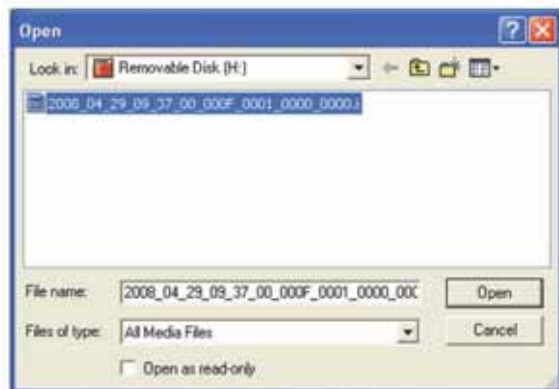 Open
Look in: Removable Disk (H:)
2008_04_29_09_37_00_000F_0001_0000_0000.i
File name: 2008_04_29_09_37_00_000F_0001_0000_00C Open
Files of type: All Media Files Cancel
Open as read-only